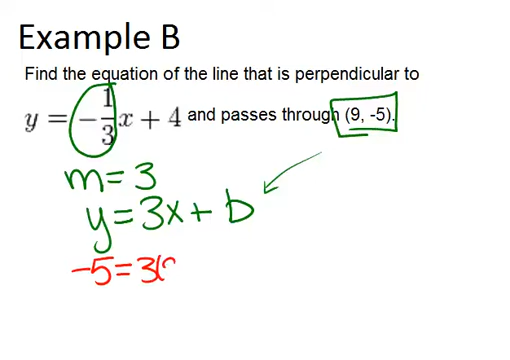 Example B
Find the equation of the line that is perpendicular to
y = -1/3 x + 4 and passes through (9, -5).
m = 3
y = 3x + b
-5 = 3(